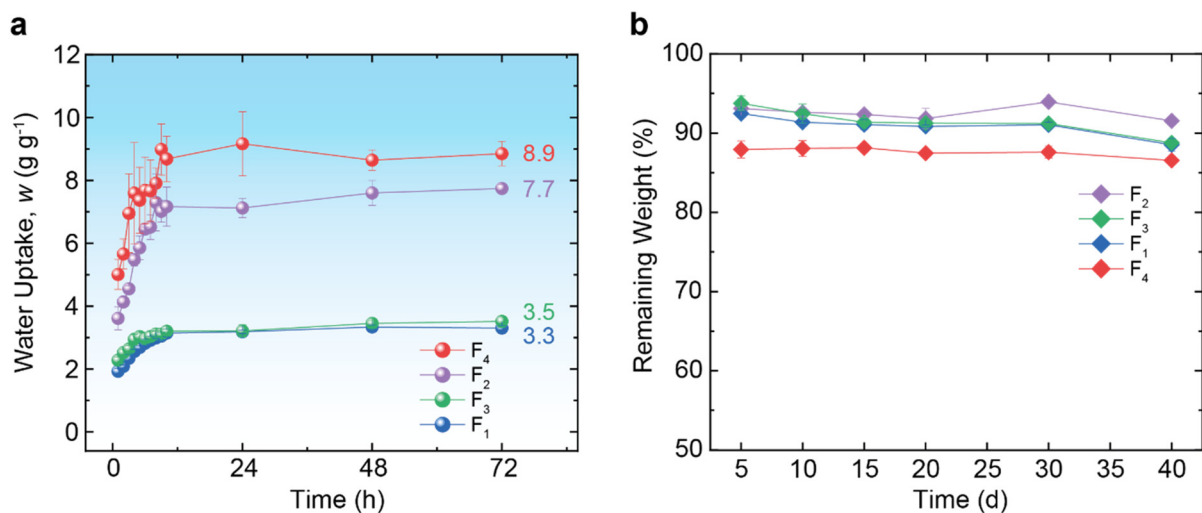 a
12
10
8
6
4
2
0
Water Uptake, w (g g⁻¹)
8.9
7.7
3.5
3.3
F₄
F₂
F₃
F₁
0 24 48 72
Time (h)
b
100
90
80
70
60
50
Remaining Weight (%)
F₂
F₃
F₁
F₄
5 10 15 20 30 35 40
Time (d)